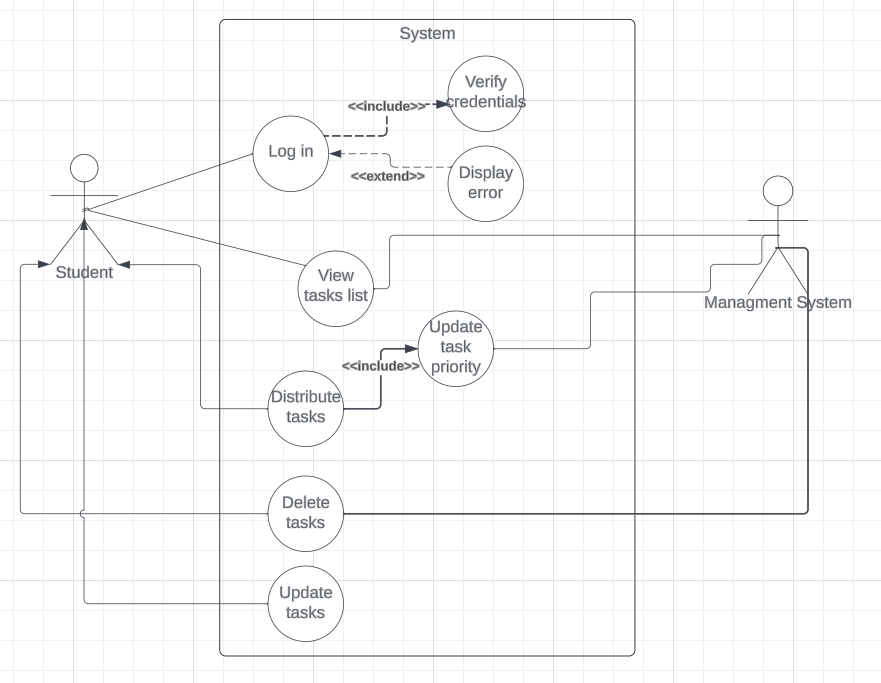 System
Verify
credentials
<<include>>
Log in
Display
error
<<extend>>
Student
View
tasks list
Managment System
Update
task
priority
<<include>>
Distribute
tasks
Delete
tasks
Update
tasks